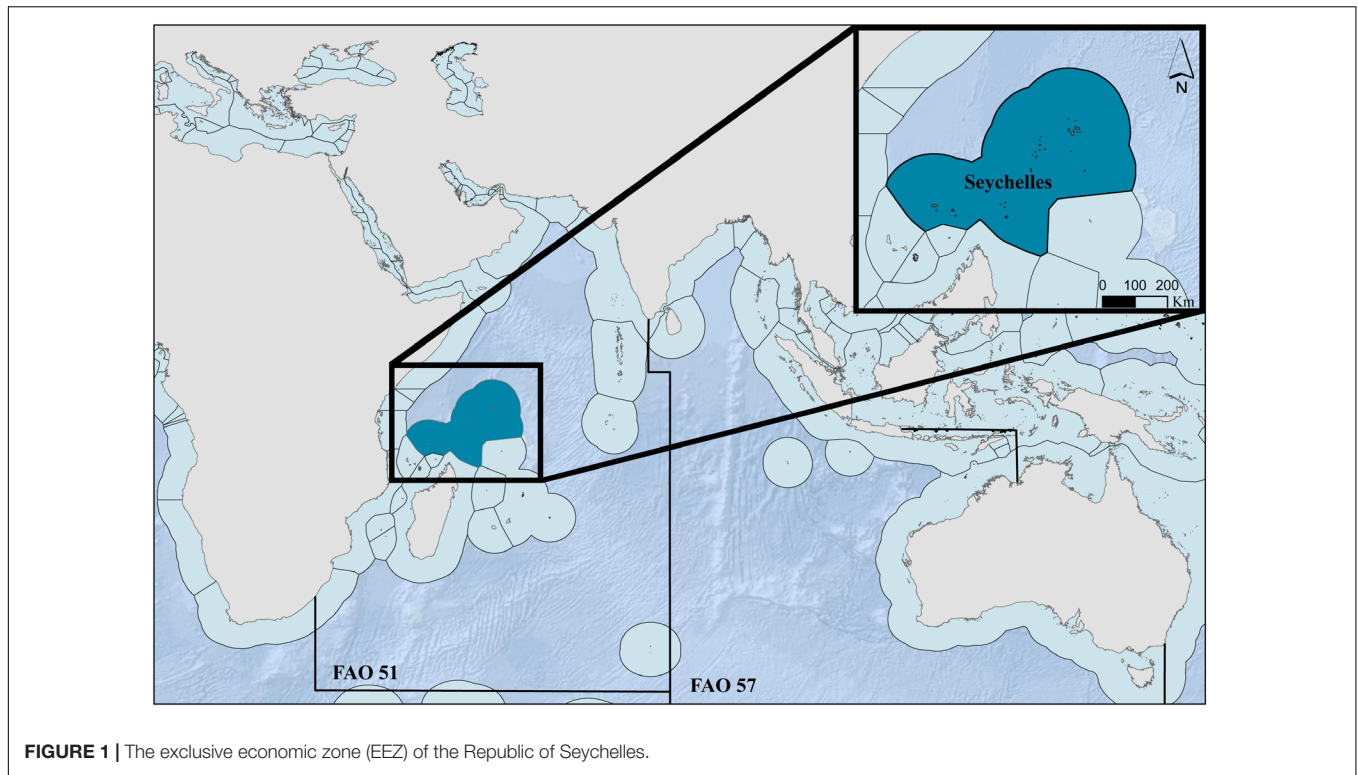 N
Seychelles
0 100 200
Km
FAO 51
FAO 57
FIGURE 1 | The exclusive economic zone (EEZ) of the Republic of Seychelles.